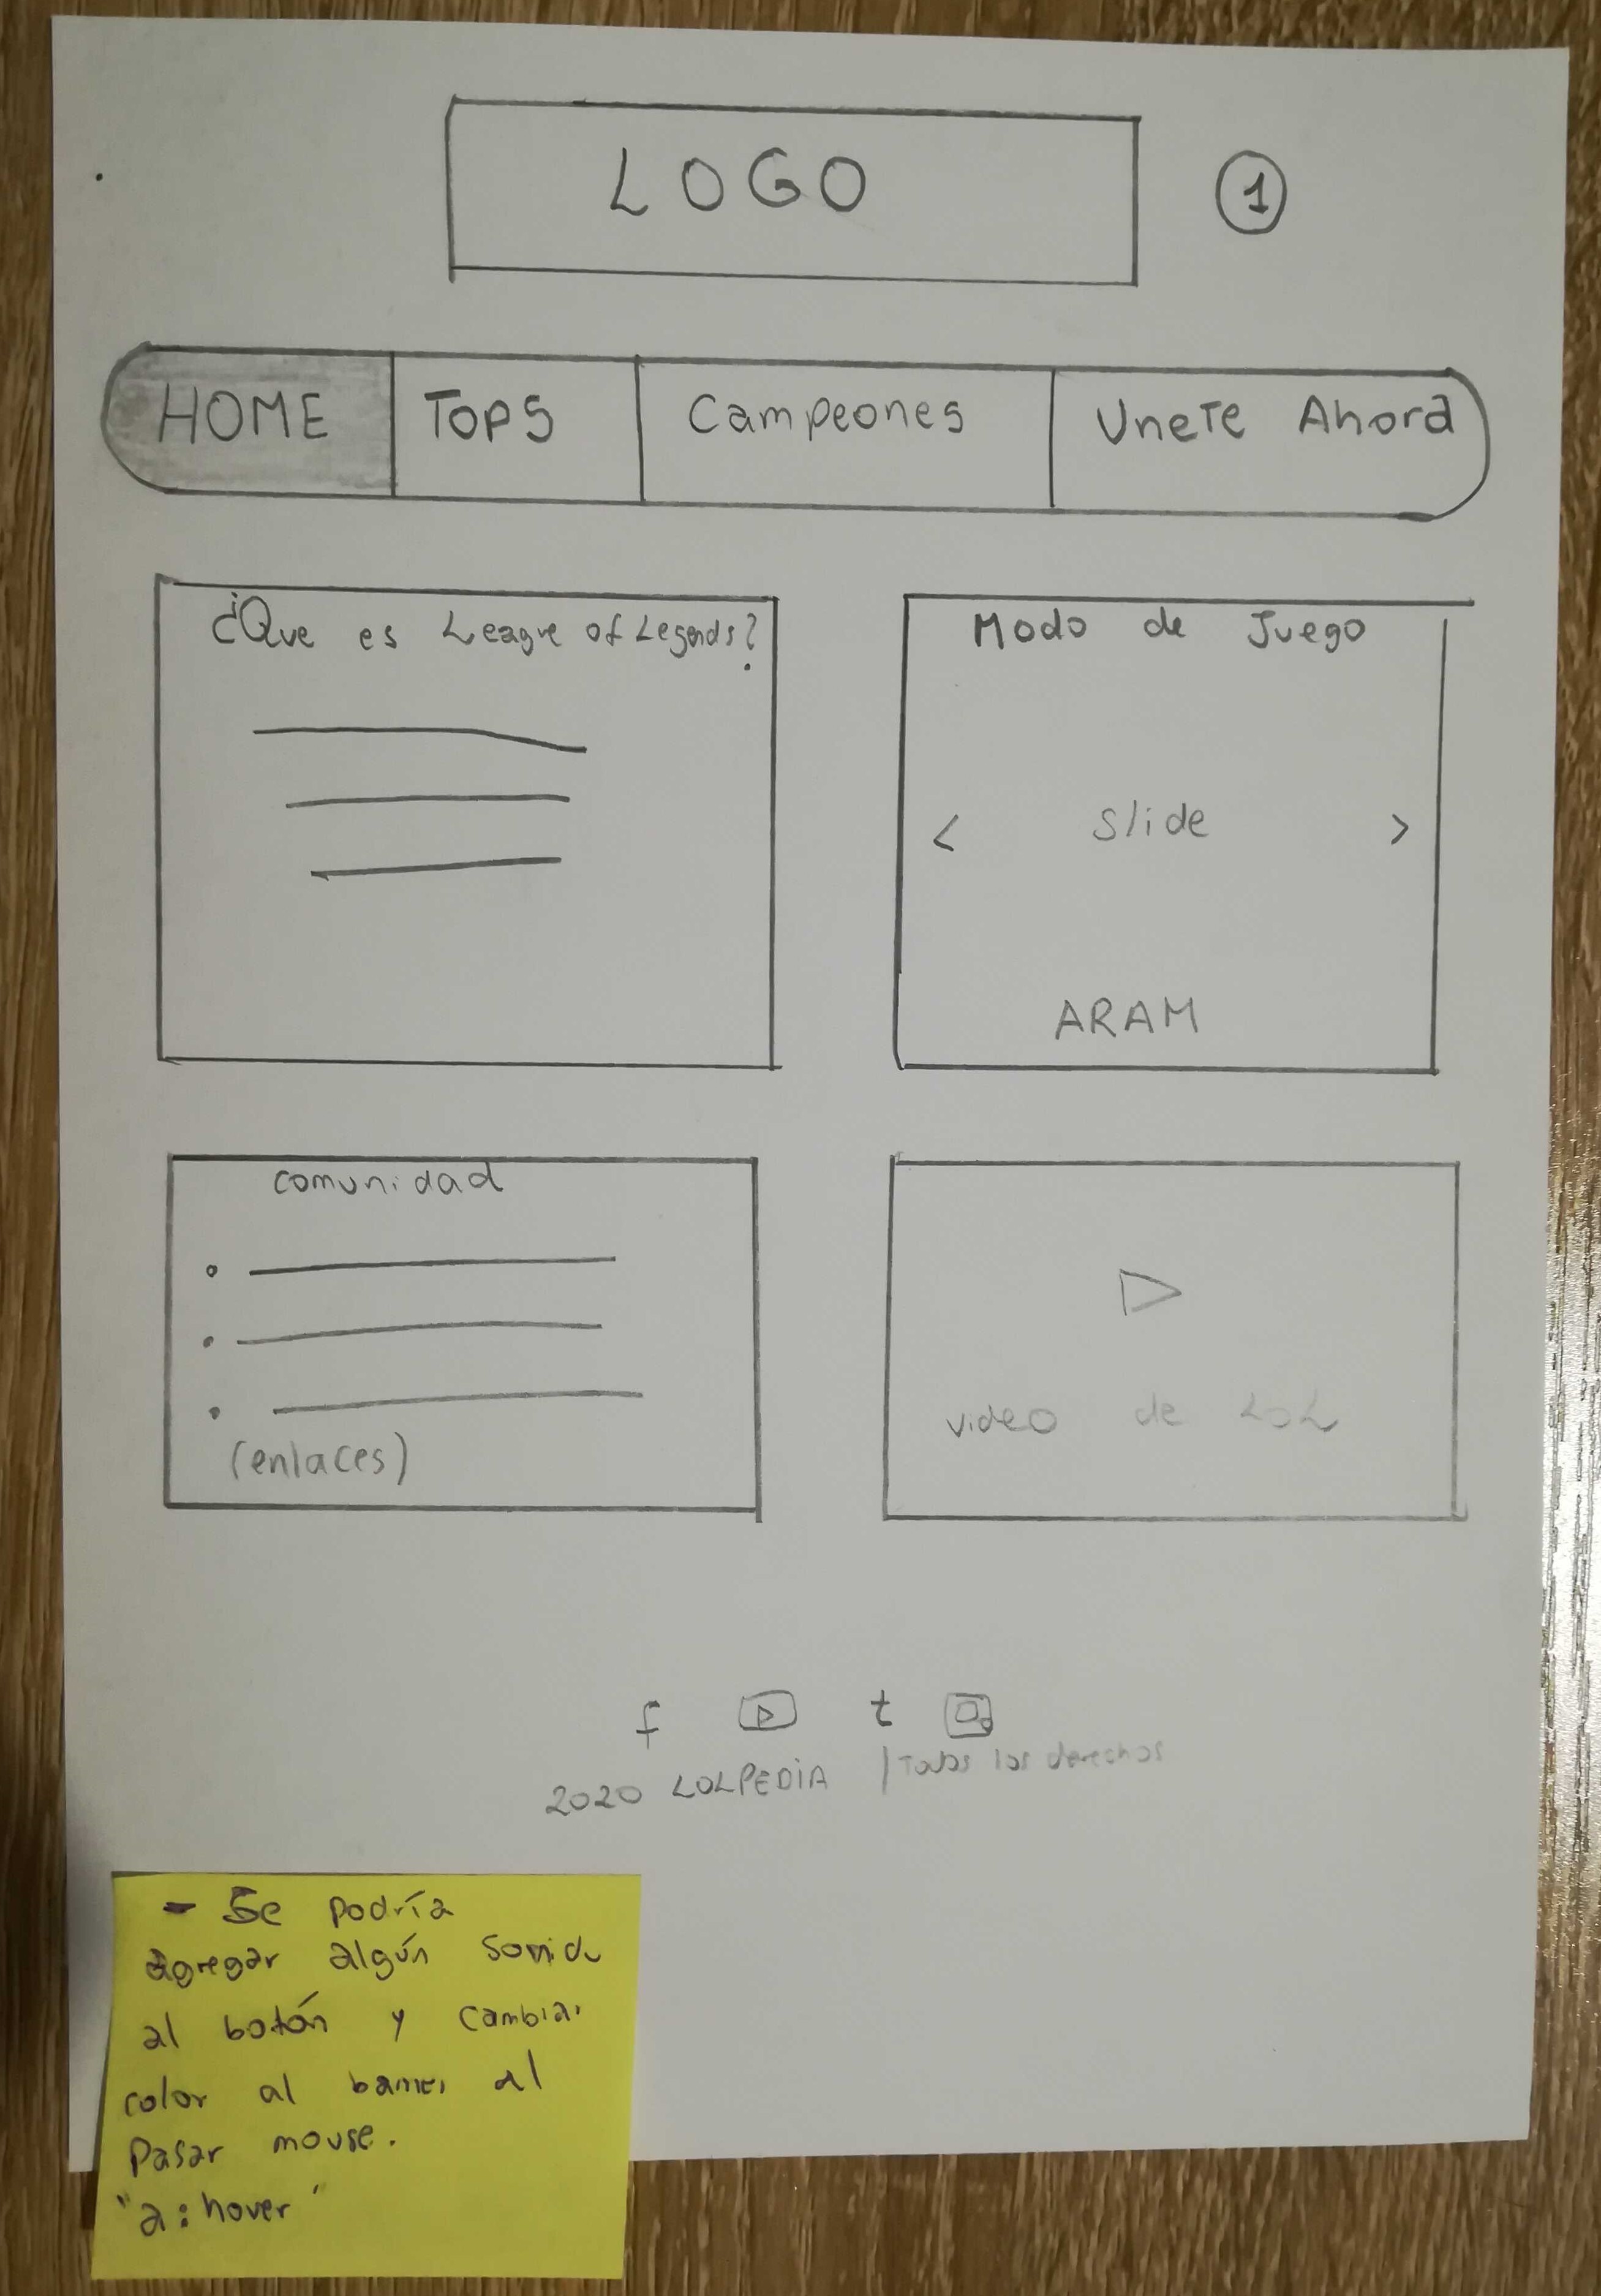 LOGO
1
HOME
TOPS
Campeones
Unete Ahora
¿Que es League of Legends?
Modo de Juego
<
slide
>
ARAM
comunidad
(enlaces)
video de LOL
f
t
2020 LOLPEDIA | Todos los derechos
- Se podría
agregar algún sonido
al botón y cambiar
color al banner al
Pasar mouse.
"a:hover"